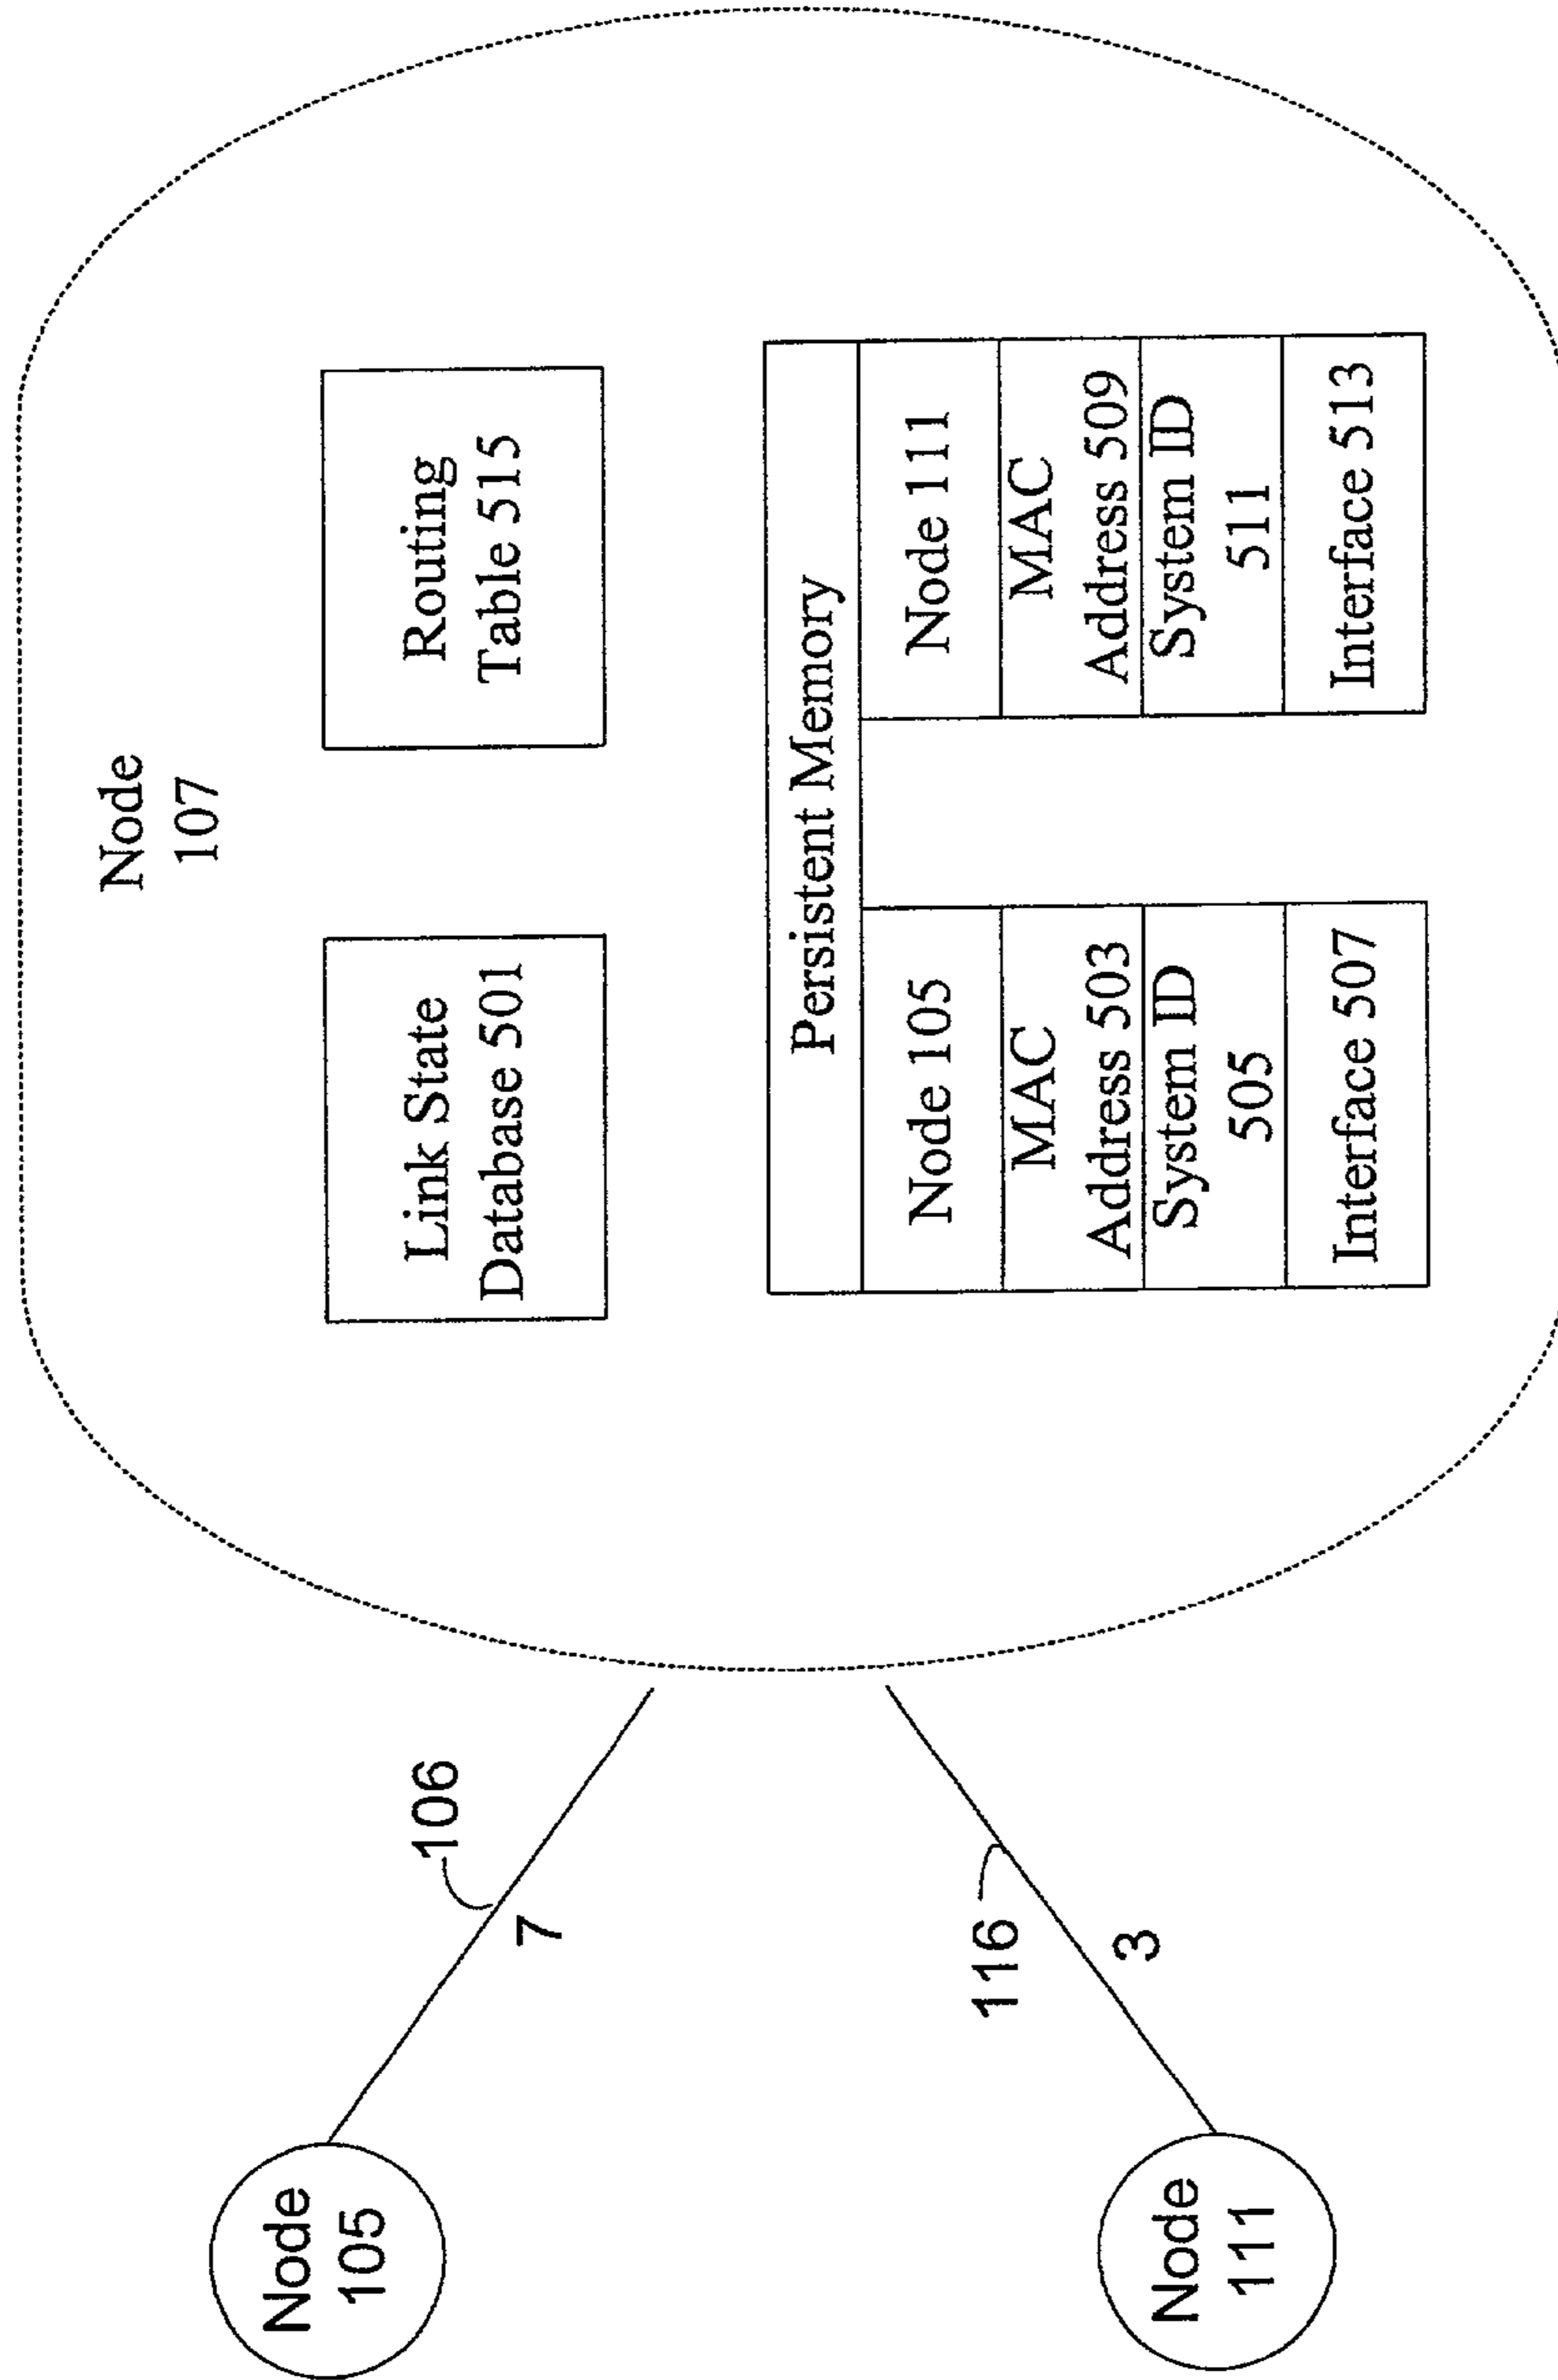 Node
107
Link State
Database 501
Routing
Table 515
Persistent Memory
Node 105
MAC
Address 503
System ID
505
Interface 507
Node 111
MAC
Address 509
System ID
511
Interface 513
106
7
116
3
Node
105
Node
111